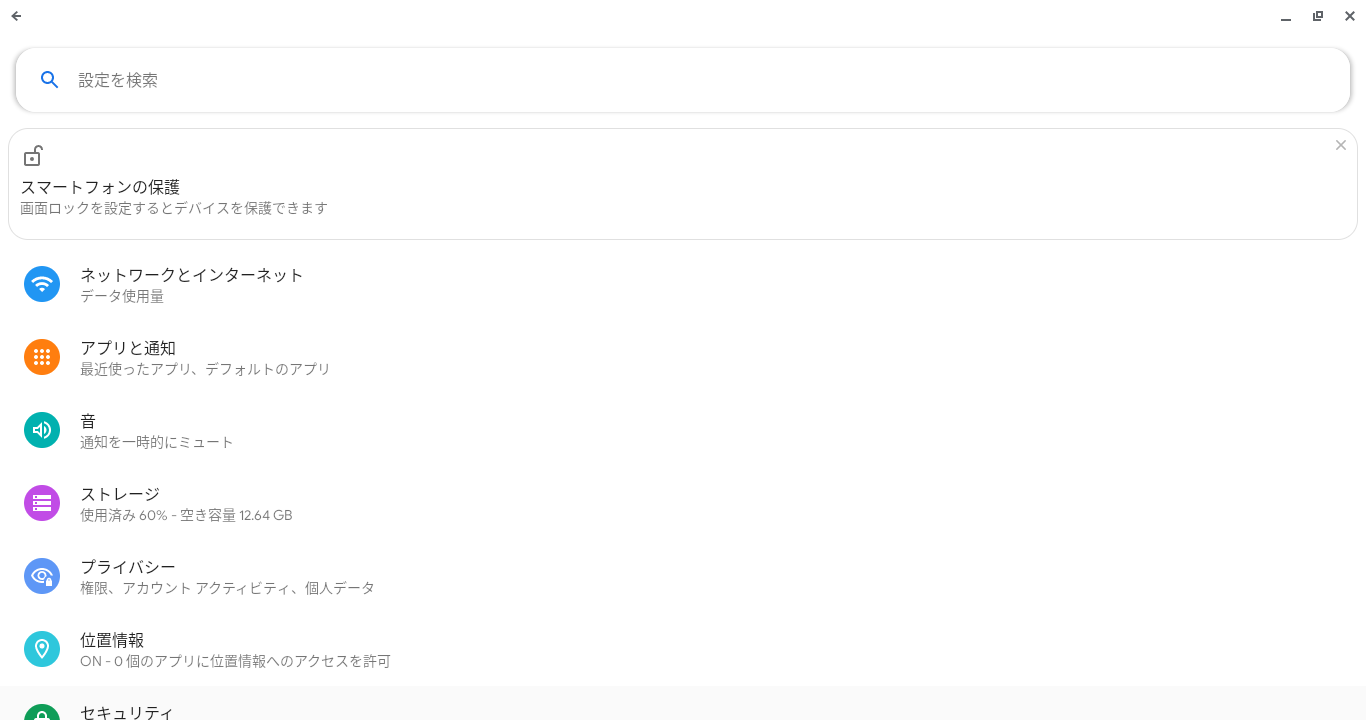 設定を検索
スマートフォンの保護
画面ロックを設定するとデバイスを保護できます
ネットワークとインターネット
データ使用量
アプリと通知
最近使ったアプリ、デフォルトのアプリ
音
通知を一時的にミュート
ストレージ
使用済み 60% - 空き容量 12.64 GB
プライバシー
権限、アカウント アクティビティ、個人データ
位置情報
ON - 0 個のアプリに位置情報へのアクセスを許可
セキュリティ